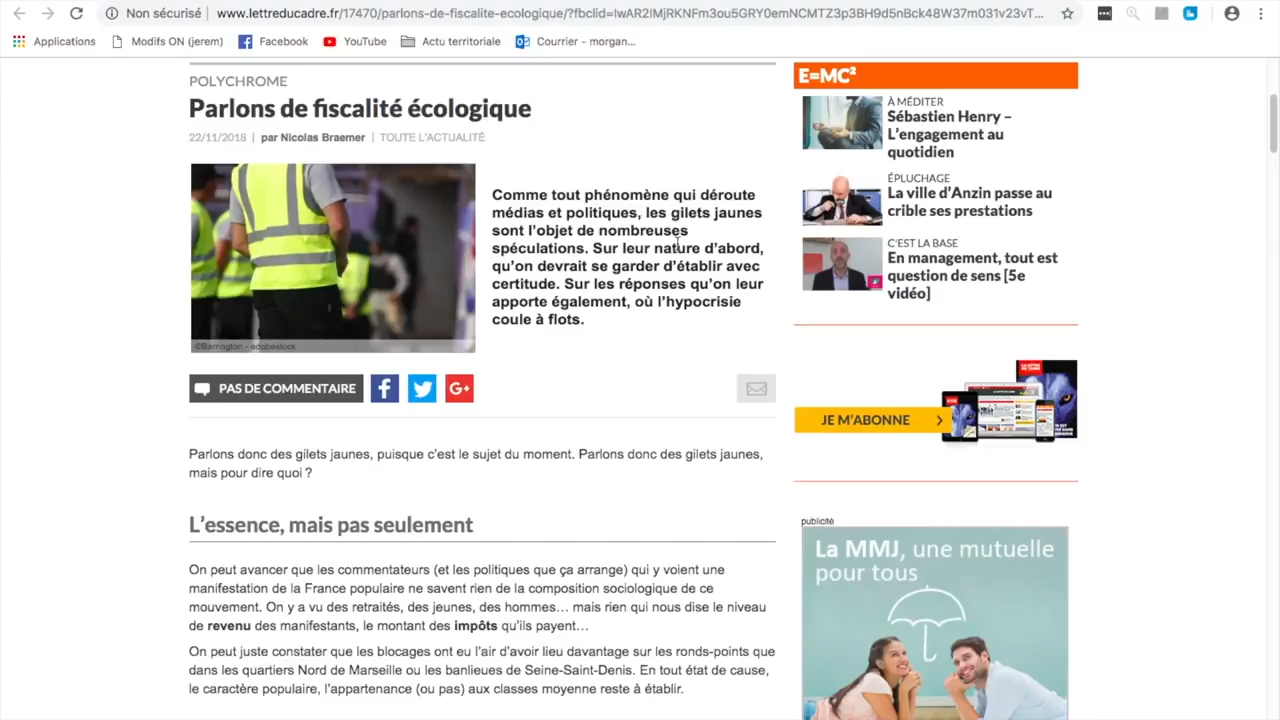 Non sécurisé | www.lettreducadre.fr/17470/parlons-de-fiscalite-ecologique/?fbclid=IwAR2lMjRKNFm3ou5GRY0emNCMTZ3p3BH9d5nBck48W37m031v23vT...
Applications Modifs ON (jerem) Facebook YouTube Actu territoriale Courrier - morgan...
POLYCHROME
Parlons de fiscalité écologique
22/11/2018 | par Nicolas Braemer | TOUTE L'ACTUALITÉ
Comme tout phénomène qui déroute
médias et politiques, les gilets jaunes
sont l'objet de nombreuses
spéculations. Sur leur nature d'abord,
qu'on devrait se garder d'établir avec
certitude. Sur les réponses qu'on leur
apporte également, où l'hypocrisie
coule à flots.
©Barrington - adobestock
PAS DE COMMENTAIRE
G+
Parlons donc des gilets jaunes, puisque c'est le sujet du moment. Parlons donc des gilets jaunes,
mais pour dire quoi ?
L'essence, mais pas seulement
On peut avancer que les commentateurs (et les politiques que ça arrange) qui y voient une
manifestation de la France populaire ne savent rien de la composition sociologique de ce
mouvement. On y a vu des retraités, des jeunes, des hommes… mais rien qui nous dise le niveau
de revenu des manifestants, le montant des impôts qu'ils payent…
On peut juste constater que les blocages ont eu l'air d'avoir lieu davantage sur les ronds-points que
dans les quartiers Nord de Marseille ou les banlieues de Seine-Saint-Denis. En tout état de cause,
le caractère populaire, l'appartenance (ou pas) aux classes moyenne reste à établir.
E=MC²
À MÉDITER
Sébastien Henry –
L'engagement au
quotidien
ÉPLUCHAGE
La ville d'Anzin passe au
crible ses prestations
C'EST LA BASE
En management, tout est
question de sens [5e
vidéo]
JE M'ABONNE
publicité
La MMJ, une mutuelle
pour tous